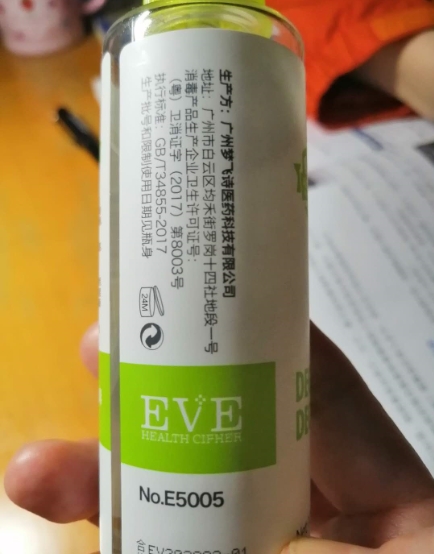 生产方：广州梦飞诗医药科技有限公司
地址：广州市白云区均禾街罗岗十四社地段一号
消毒产品生产企业卫生许可证号：
（粤）卫消证字（2017）第8003号
执行标准：GB/T34855-2017
生产批号和限制使用日期见瓶身
24M
EVE
HEALTH CIFHER
No.E5005
DE
DE